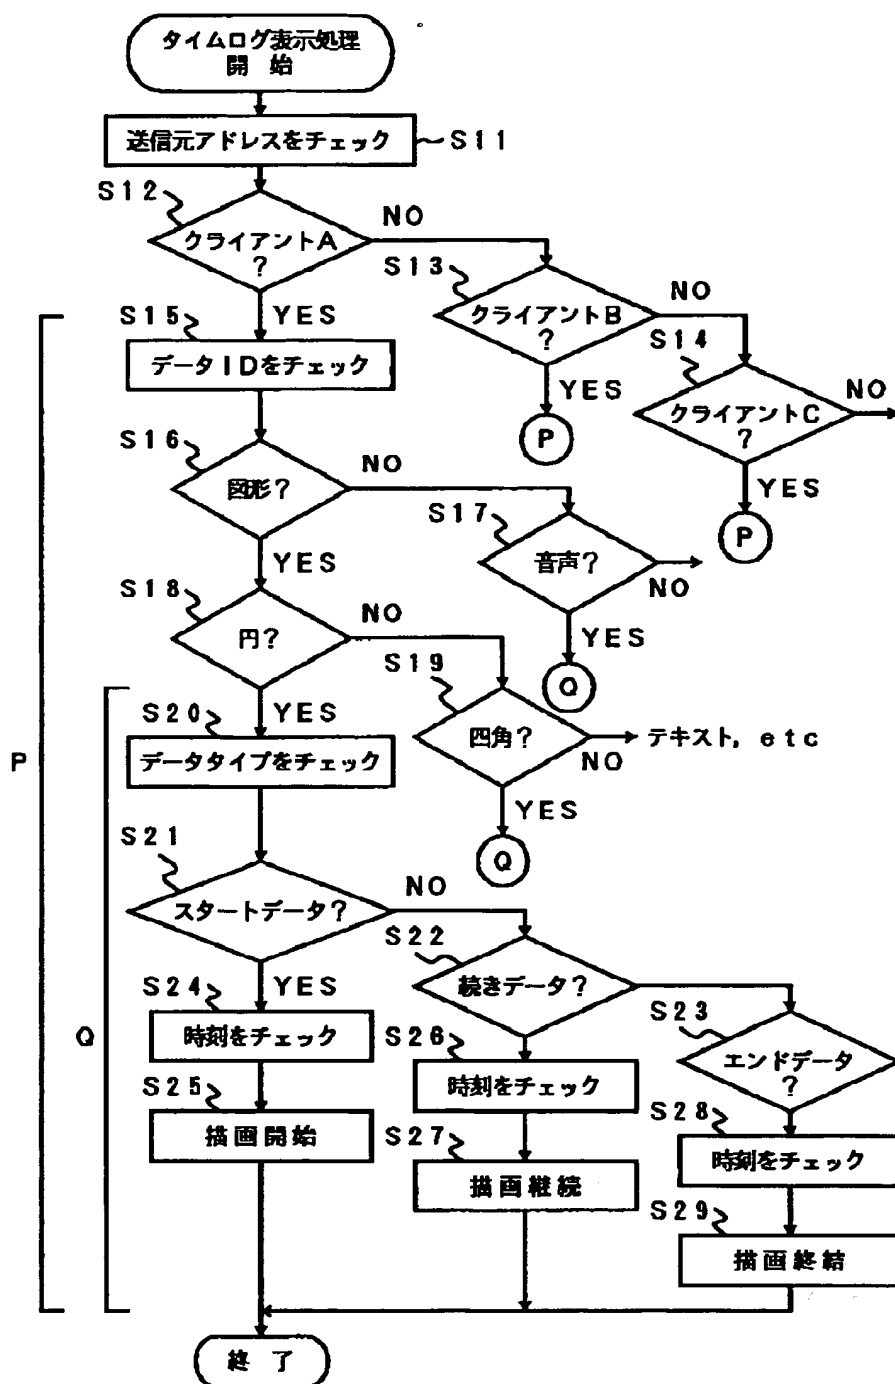 タイムログ表示処理
開 始
送信元アドレスをチェック
S11
S12
クライアントA
?
NO
YES
S13
クライアントB
?
NO
YES
P
S14
クライアントC
?
NO
YES
P
S15
データIDをチェック
S16
図形?
NO
YES
S17
音声?
NO
YES
Q
S18
円?
NO
YES
S19
四角?
NO
テキスト, etc
YES
Q
S20
データタイプをチェック
P
S21
スタートデータ?
NO
YES
S22
続きデータ?
S23
エンドデータ
?
S24
時刻をチェック
Q
S25
描画開始
S26
時刻をチェック
S27
描画継続
S28
時刻をチェック
S29
描画終結
終 了